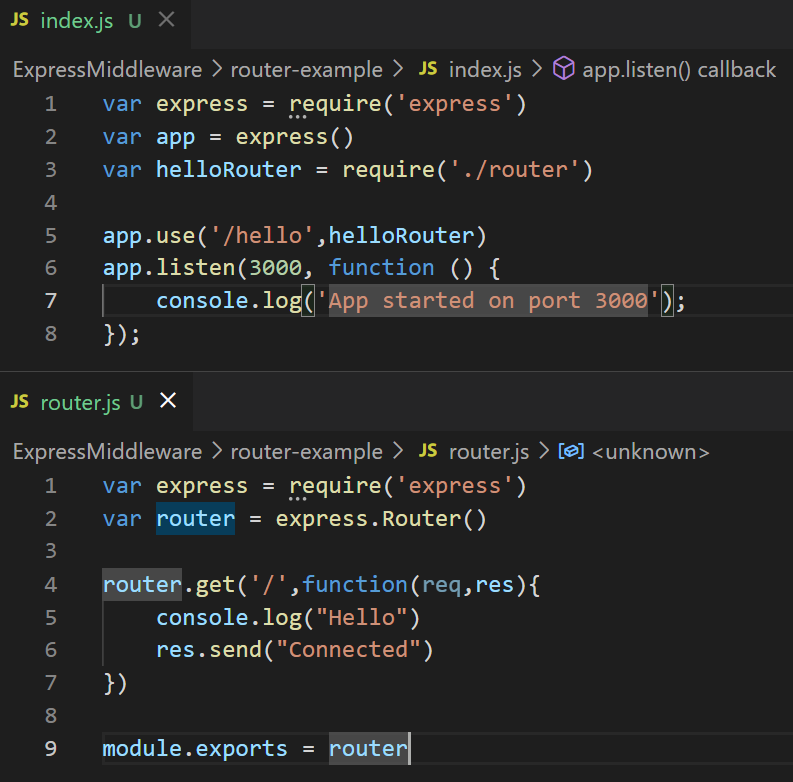 JS index.js U
ExpressMiddleware > router-example > JS index.js > app.listen() callback
1 var express = require('express')
2 var app = express()
3 var helloRouter = require('./router')
4
5 app.use('/hello',helloRouter)
6 app.listen(3000, function () {
7     console.log('App started on port 3000');
8 });
JS router.js U
ExpressMiddleware > router-example > JS router.js > <unknown>
1 var express = require('express')
2 var router = express.Router()
3
4 router.get('/',function(req,res){
5     console.log("Hello")
6     res.send("Connected")
7 })
8
9 module.exports = router